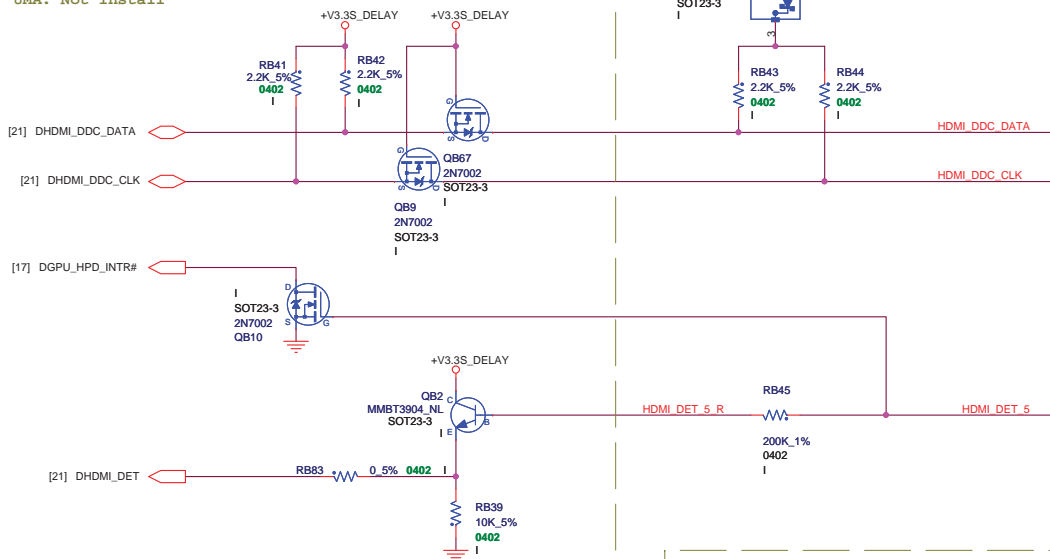 UMA: Not Install
SOT23-3
I
3
+V3.3S_DELAY
+V3.3S_DELAY
RB41
2.2K_5%
0402
I
RB42
2.2K_5%
0402
I
RB43
2.2K_5%
0402
I
RB44
2.2K_5%
0402
I
G
S
D
[21] DHDMI_DDC_DATA
HDMI_DDC_DATA
G
S
D
QB67
2N7002
SOT23-3
I
[21] DHDMI_DDC_CLK
HDMI_DDC_CLK
QB9
2N7002
SOT23-3
I
[17] DGPU_HPD_INTR#
I
SOT23-3
2N7002
QB10
D
S
G
+V3.3S_DELAY
QB2
MMBT3904_NL
SOT23-3
I
C
B
E
HDMI_DET_5_R
RB45
200K_1%
0402
I
HDMI_DET_5
[21] DHDMI_DET
RB83
0_5%
0402
I
RB39
10K_5%
0402
I